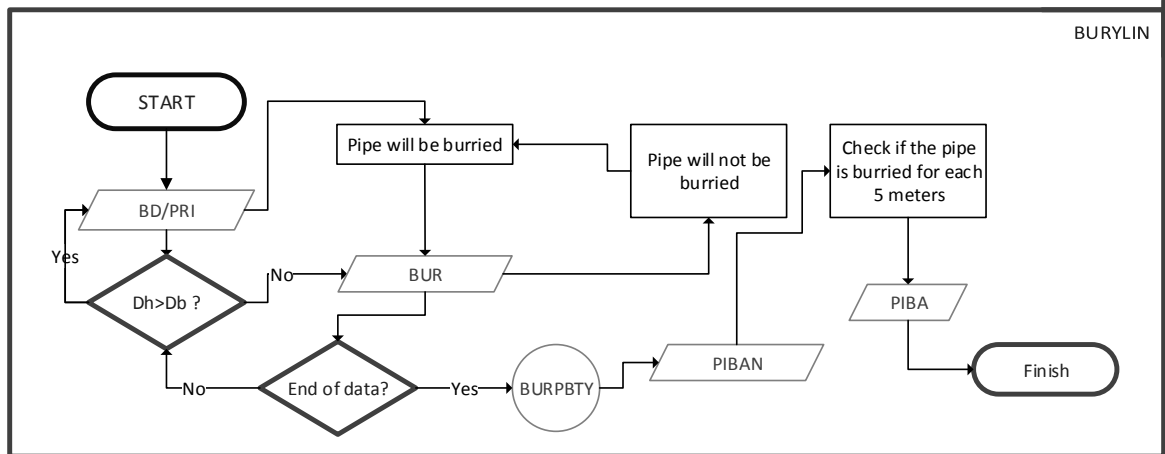 BURYLIN
START
Pipe will be burried
Pipe will not be
burried
Check if the pipe
is burried for each
5 meters
BD/PRI
Yes
Dh>Db ?
No
BUR
PIBA
No
End of data?
Yes
BURPBTY
PIBAN
Finish